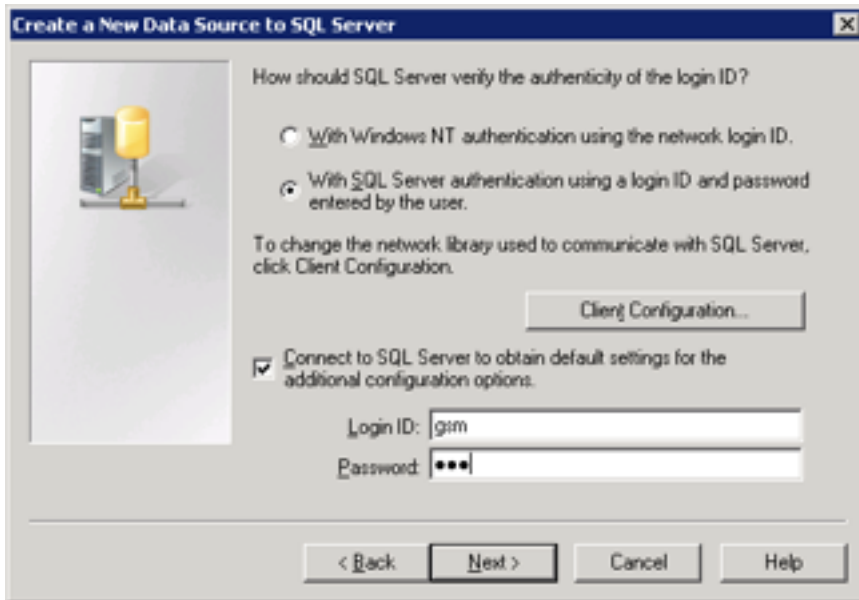 Create a New Data Source to SQL Server
How should SQL Server verify the authenticity of the login ID?
With Windows NT authentication using the network login ID.
With SQL Server authentication using a login ID and password
entered by the user.
To change the network library used to communicate with SQL Server,
click Client Configuration.
Client Configuration...
Connect to SQL Server to obtain default settings for the
additional configuration options.
Login ID: gsm
Password: •••
< Back
Next >
Cancel
Help